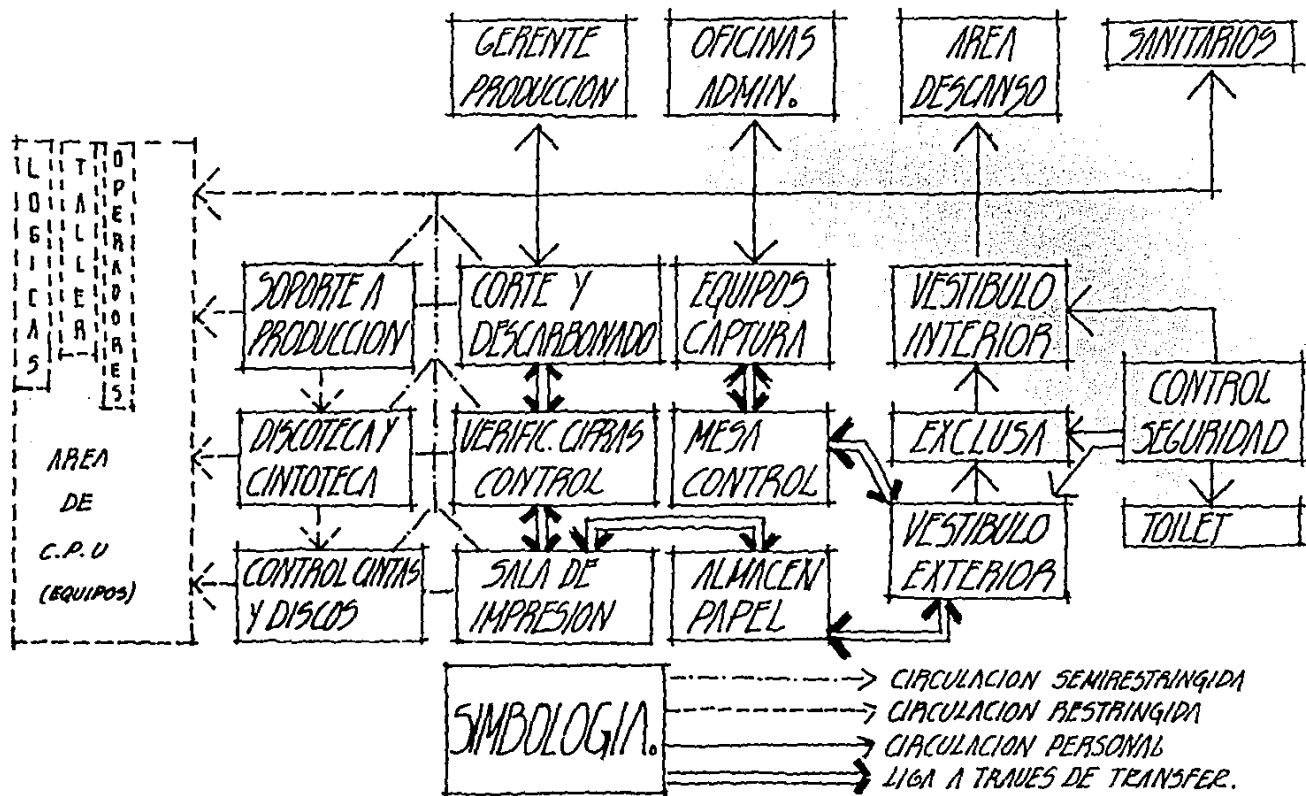 GERENTE
PRODUCCION
OFICINAS
ADMIN.
AREA
DESCANSO
SANITARIOS
LOGICAS
TALLER
OPERADORES
SOPORTE A
PRODUCCION
CORTE Y
DESCARBONADO
EQUIPOS
CAPTURA
VESTIBULO
INTERIOR
CONTROL
SEGURIDAD
DISCOTECA Y
CINTOTECA
VERIFIC. CIFRAS
CONTROL
MESA
CONTROL
EXCLUSA
AREA
DE
C.P.U
(EQUIPOS)
CONTROL CINTAS
Y DISCOS
SALA DE
IMPRESION
ALMACEN
PAPEL
VESTIBULO
EXTERIOR
TOILET
SIMBOLOGIA.
CIRCULACION SEMIRESTRINGIDA
CIRCULACION RESTRINGIDA
CIRCULACION PERSONAL
LIGA A TRAVES DE TRANSFER.